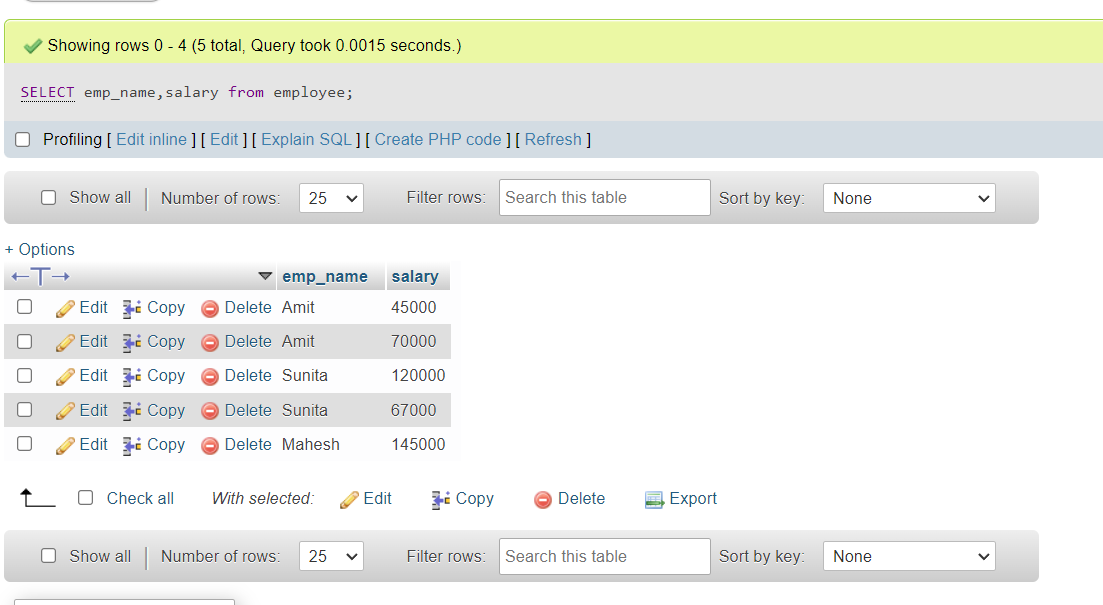 Showing rows 0 - 4 (5 total, Query took 0.0015 seconds.)
SELECT emp_name,salary from employee;
Profiling [ Edit inline ] [ Edit ] [ Explain SQL ] [ Create PHP code ] [ Refresh ]
Show all Number of rows: 25 Filter rows: Search this table Sort by key: None
+ Options
emp_name salary
Edit Copy Delete Amit 45000
Edit Copy Delete Amit 70000
Edit Copy Delete Sunita 120000
Edit Copy Delete Sunita 67000
Edit Copy Delete Mahesh 145000
Check all With selected: Edit Copy Delete Export
Show all Number of rows: 25 Filter rows: Search this table Sort by key: None